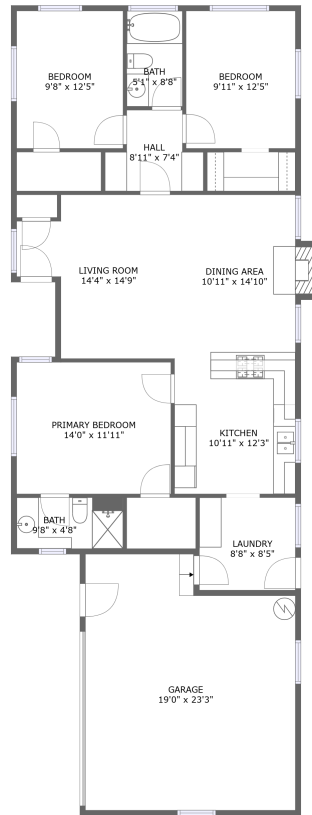 BEDROOM
9'8" x 12'5"
BATH
5'1" x 8'8"
BEDROOM
9'11" x 12'5"
HALL
8'11" x 7'4"
LIVING ROOM
14'4" x 14'9"
DINING AREA
10'11" x 14'10"
PRIMARY BEDROOM
14'0" x 11'11"
KITCHEN
10'11" x 12'3"
BATH
9'8" x 4'8"
LAUNDRY
8'8" x 8'5"
GARAGE
19'0" x 23'3"